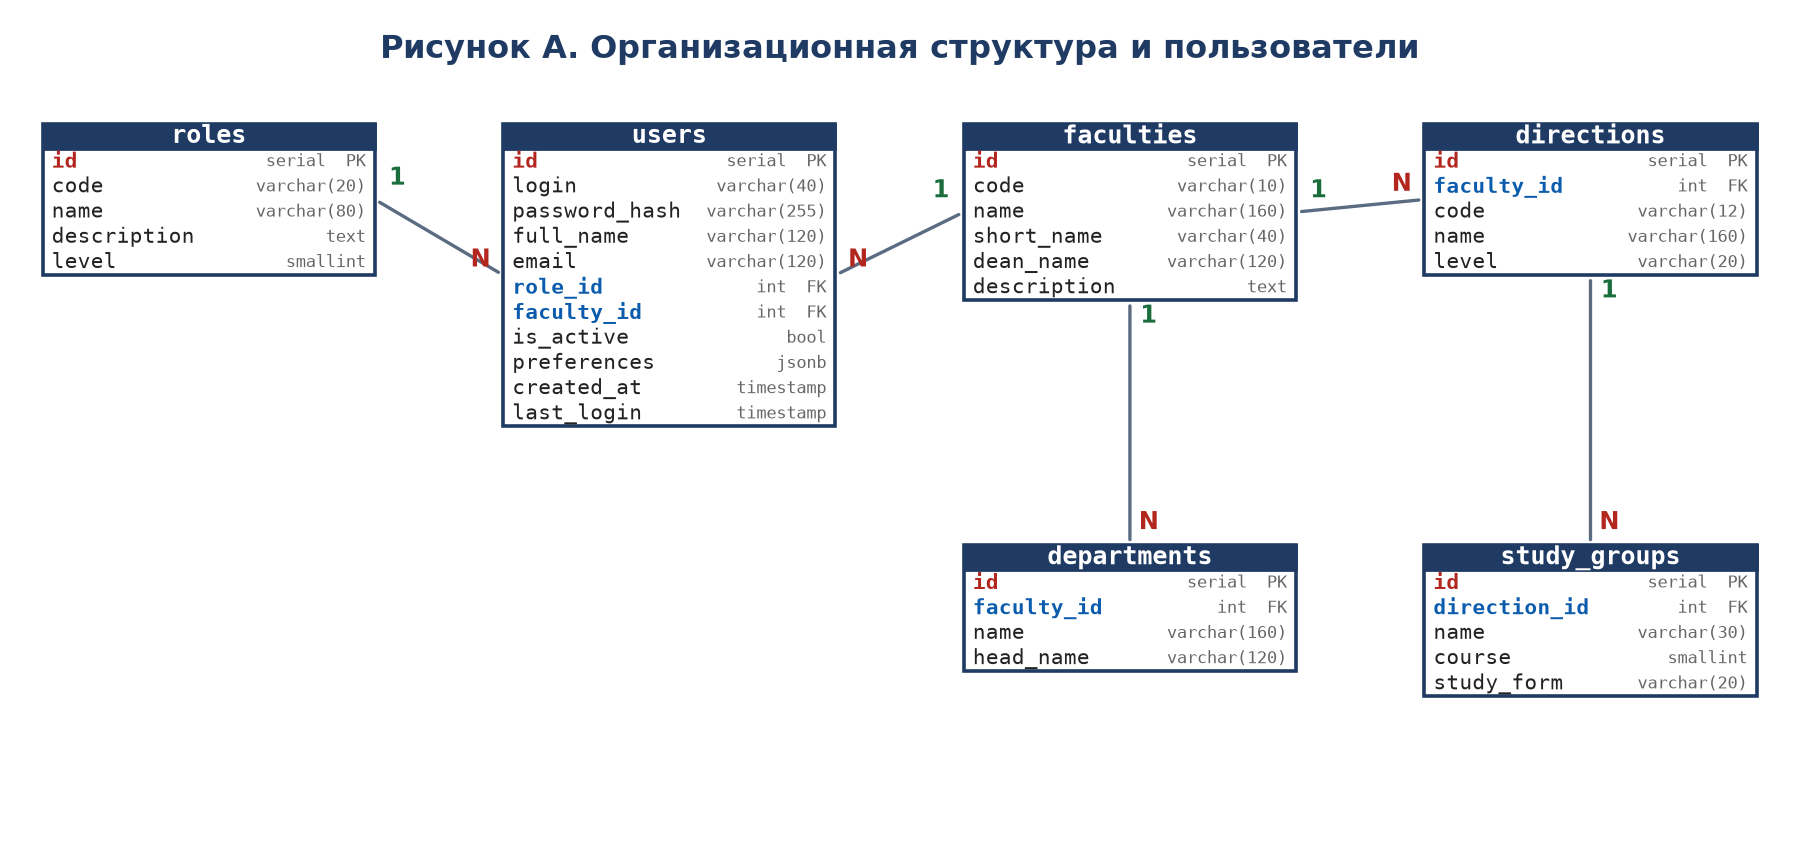 Рисунок А. Организационная структура и пользователи
roles
id serial PK
code varchar(20)
name varchar(80)
description text
level smallint
1
N
users
id serial PK
login varchar(40)
password_hash varchar(255)
full_name varchar(120)
email varchar(120)
role_id int FK
faculty_id int FK
is_active bool
preferences jsonb
created_at timestamp
last_login timestamp
N
1
faculties
id serial PK
code varchar(10)
name varchar(160)
short_name varchar(40)
dean_name varchar(120)
description text
1
N
directions
id serial PK
faculty_id int FK
code varchar(12)
name varchar(160)
level varchar(20)
1
N
departments
id serial PK
faculty_id int FK
name varchar(160)
head_name varchar(120)
1
N
study_groups
id serial PK
direction_id int FK
name varchar(30)
course smallint
study_form varchar(20)